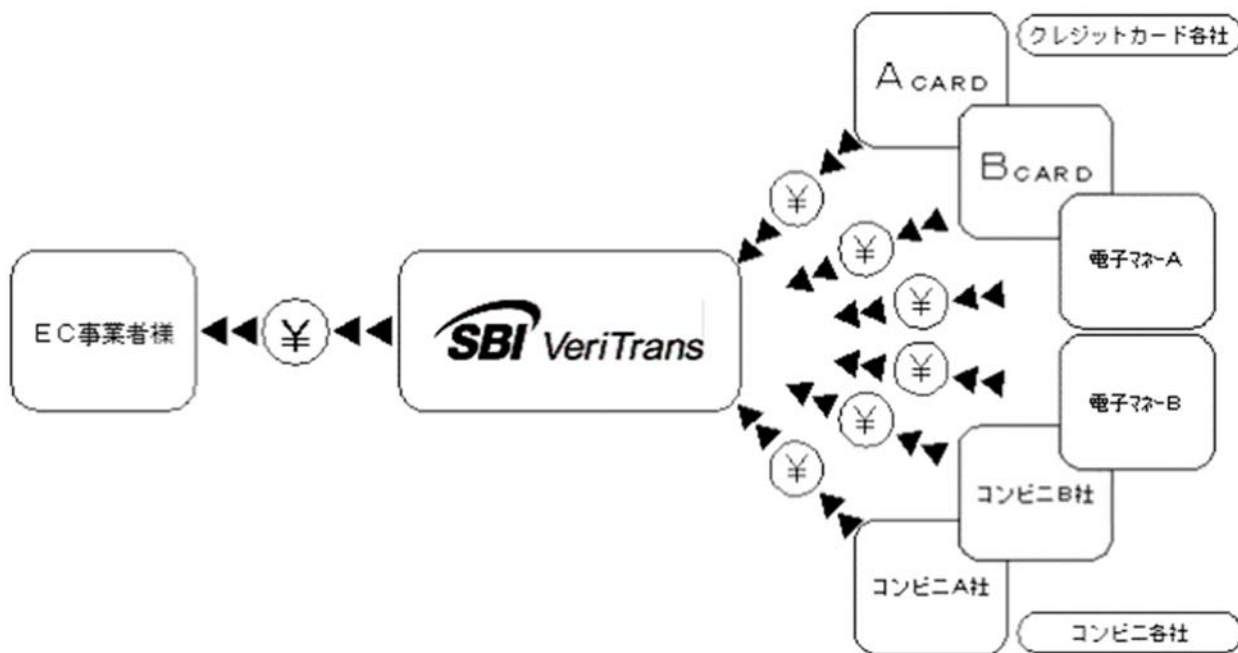 クレジットカード各社
A CARD
B CARD
¥
¥
電子マネーA
¥
EC事業者様
¥
SBI VeriTrans
¥
電子マネーB
¥
¥
コンビニB社
コンビニA社
コンビニ各社